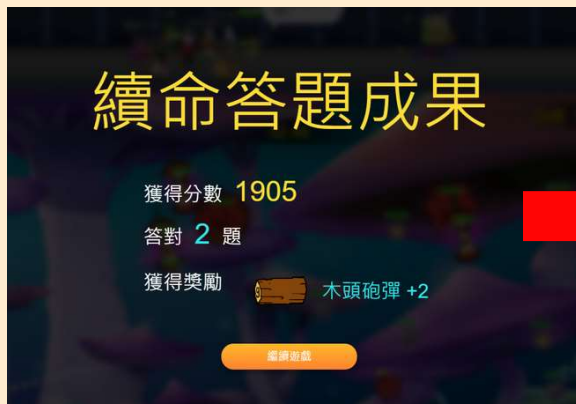 續命答題成果
獲得分數 1905
答對 2 題
獲得獎勵
木頭砲彈 +2
繼續遊戲